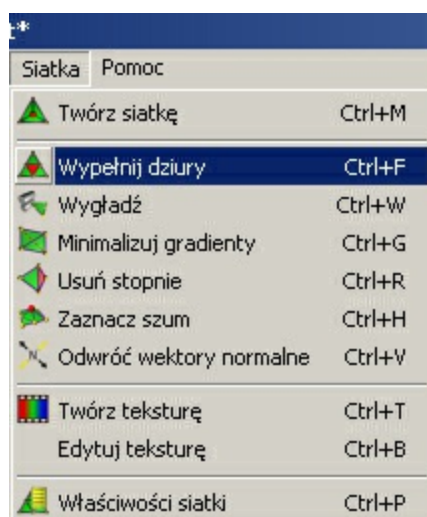 t*
Siatka Pomoc
Twórz siatkę Ctrl+M
Wypełnij dziury Ctrl+F
Wygładź Ctrl+W
Minimalizuj gradienty Ctrl+G
Usuń stopnie Ctrl+R
Zaznacz szum Ctrl+H
Odwróć wektory normalne Ctrl+V
Twórz teksturę Ctrl+T
Edytuj teksturę Ctrl+B
Właściwości siatki Ctrl+P